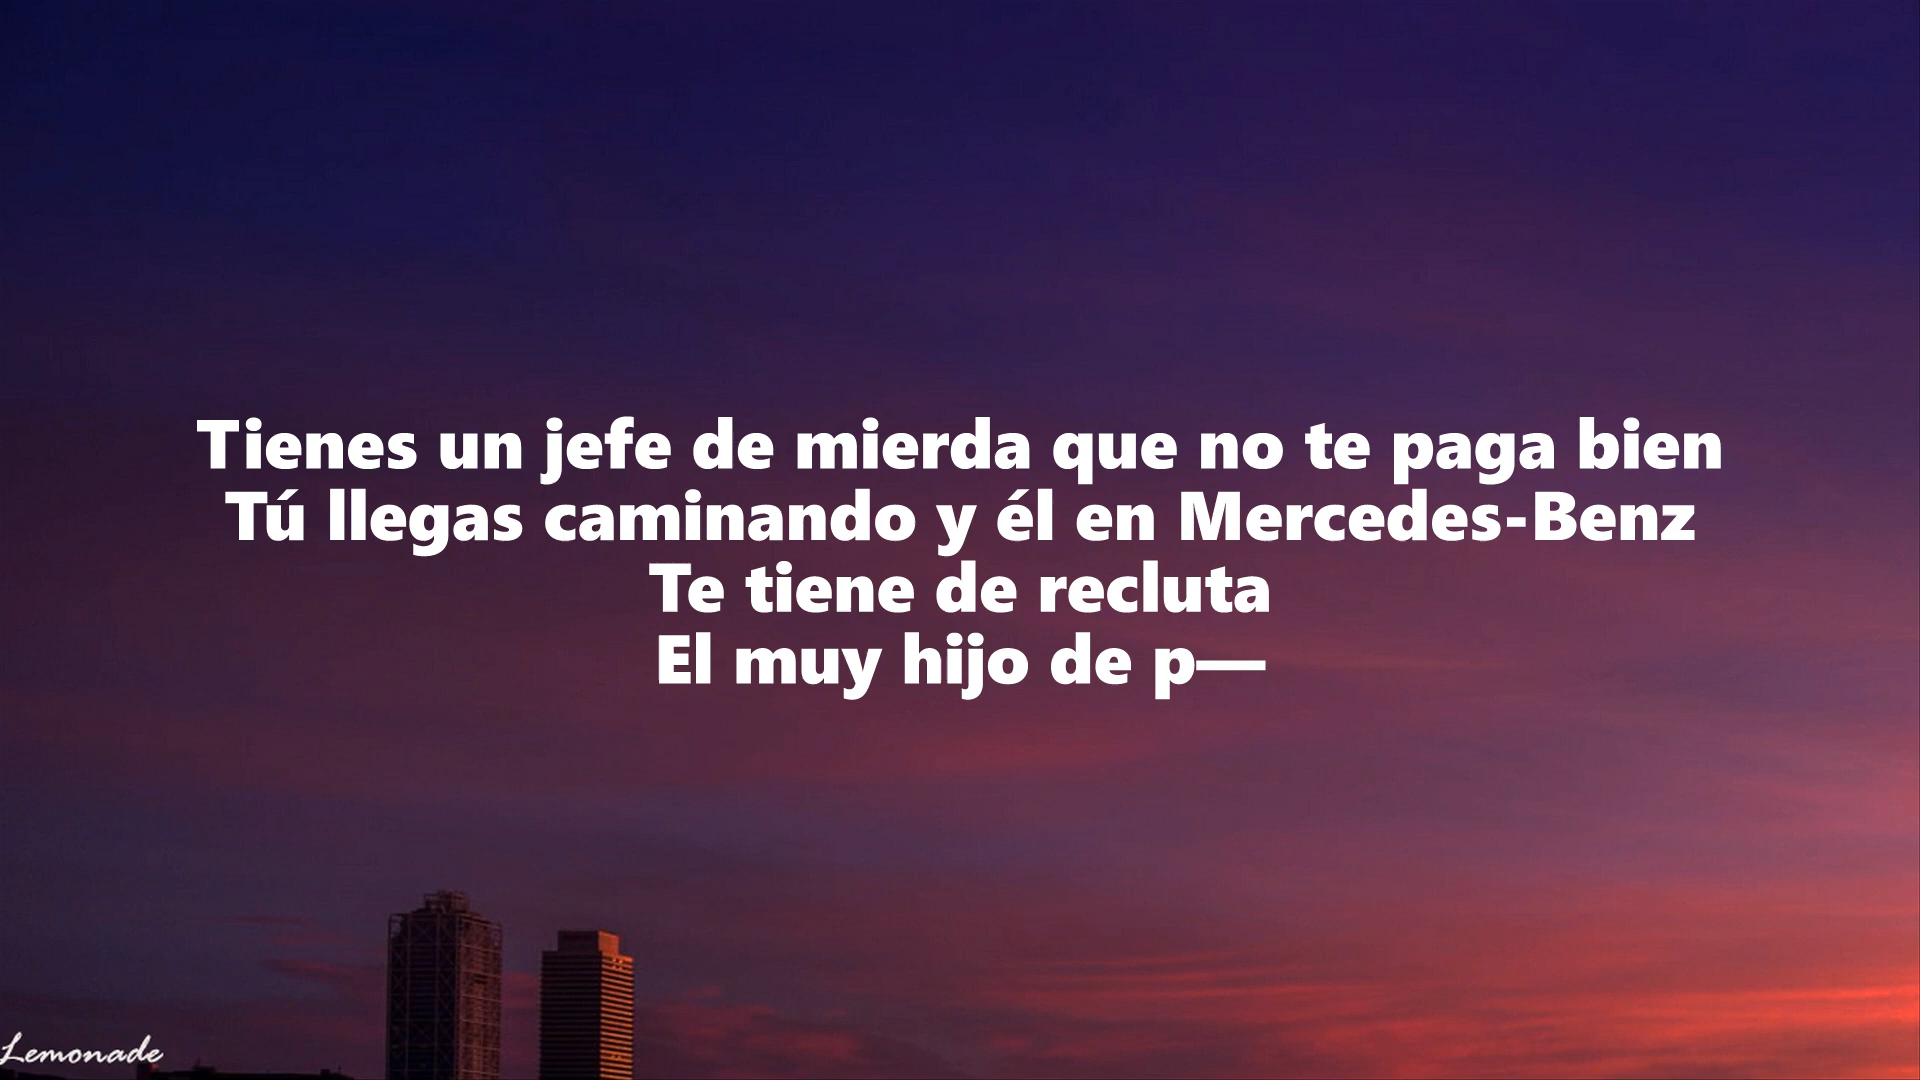 Tienes un jefe de mierda que no te paga bien
Tú llegas caminando y él en Mercedes-Benz
Te tiene de recluta
El muy hijo de p—
Lemonade